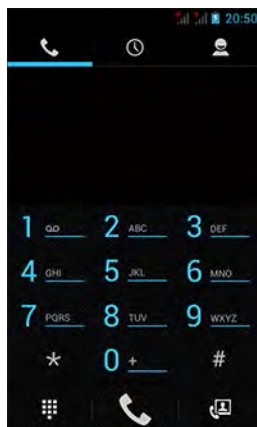 20:50
1
2 ABC
3 DEF
4 GHI
5 JKL
6 MNO
7 PQRS
8 TUV
9 WXYZ
*
0 +
#